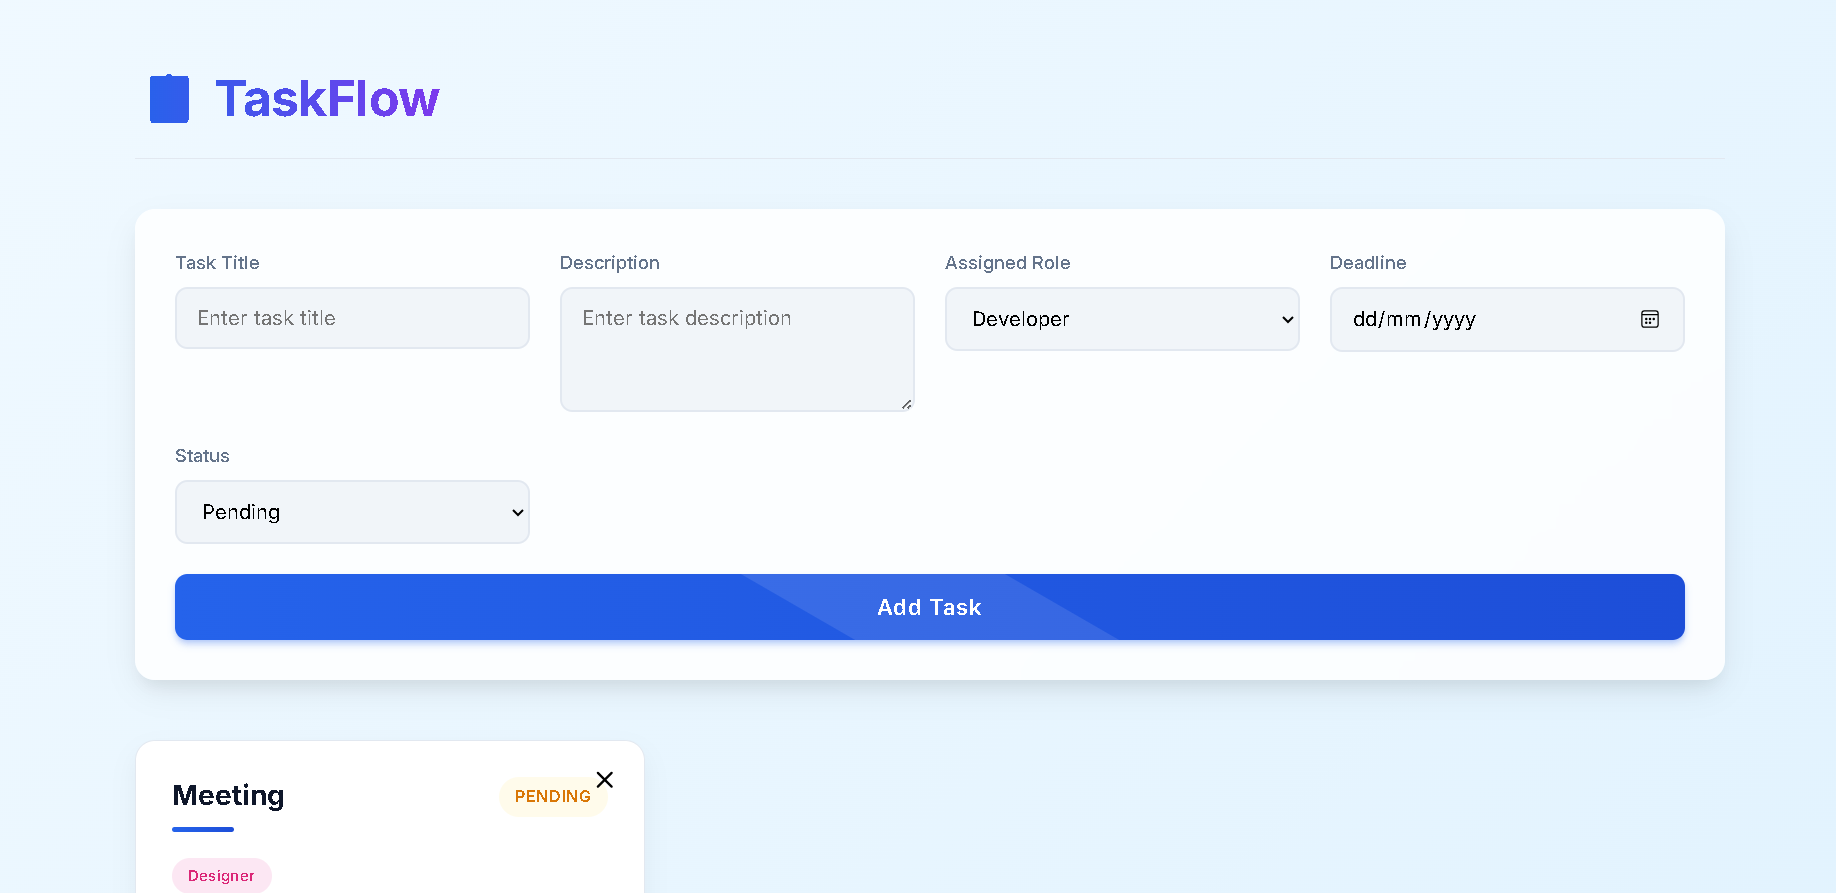 TaskFlow
Task Title
Description
Assigned Role
Deadline
Enter task title
Enter task description
Developer
dd/mm/yyyy
Status
Pending
Add Task
Meeting
PENDING
Designer